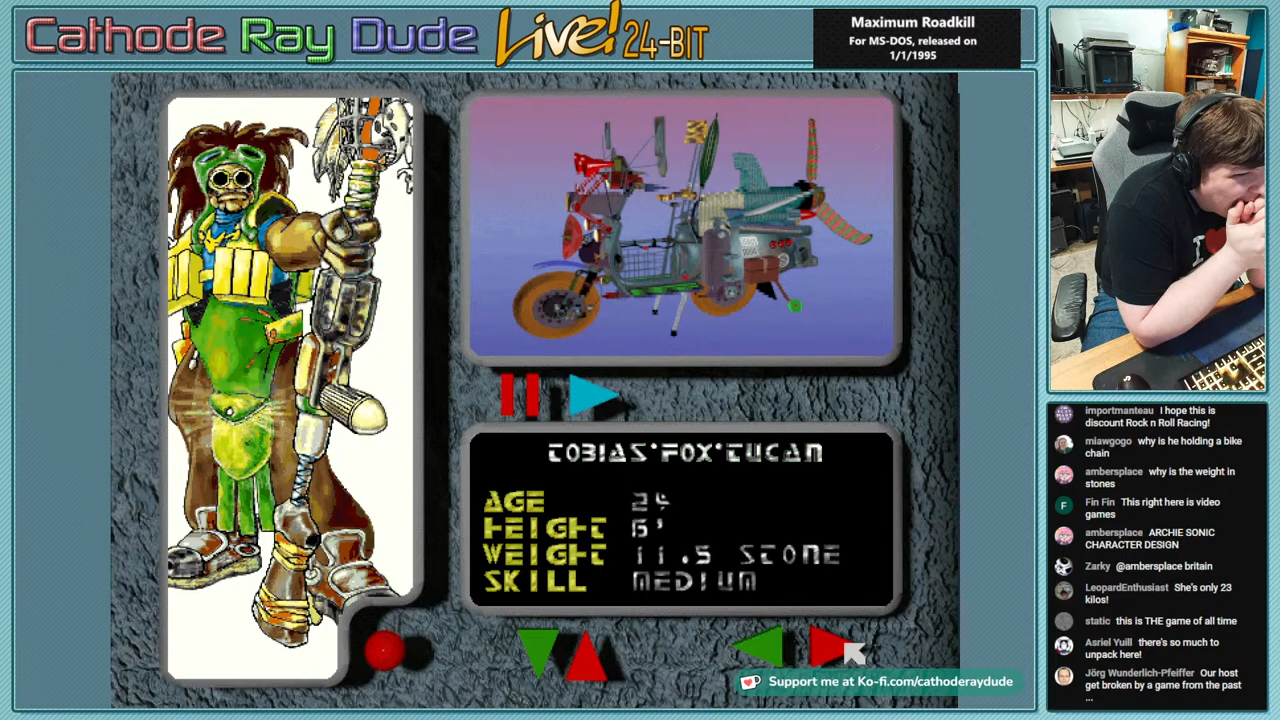 Cathode Ray Dude Live! 24-BIT
Maximum Roadkill
For MS-DOS, released on
1/1/1995
TOBIAS·FOX·TUCAN
AGE 24
HEIGHT 6'
WEIGHT 11.5 STONE
SKILL MEDIUM
Support me at Ko-fi.com/cathoderaydude
importmanteau I hope this is
discount Rock n Roll Racing!
miawgogo why is he holding a bike
chain
ambersplace why is the weight in
stones
F
Fin Fin This right here is video
games
ambersplace ARCHIE SONIC
CHARACTER DESIGN
Zarky @ambersplace britain
LeopardEnthusiast She's only 23
kilos!
static this is THE game of all time
Asriel Yuill there's so much to
unpack here!
Jörg Wunderlich-Pfeiffer Our host
get broken by a game from the past
...